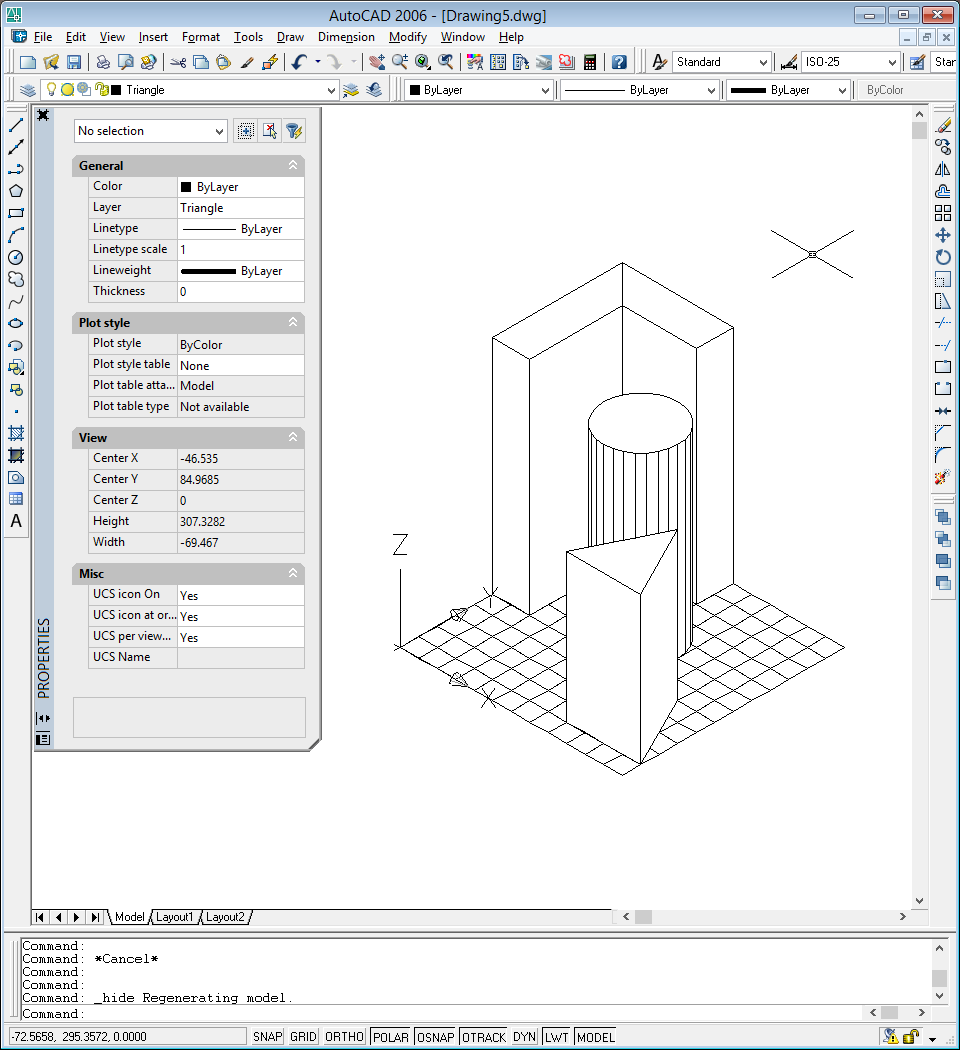 AutoCAD 2006 - [Drawing5.dwg]
File Edit View Insert Format Tools Draw Dimension Modify Window Help
Standard ISO-25 Star
Triangle ByLayer ByLayer ByLayer ByColor
No selection
General
Color ByLayer
Layer Triangle
Linetype ByLayer
Linetype scale 1
Lineweight ByLayer
Thickness 0
Plot style
Plot style ByColor
Plot style table None
Plot table atta... Model
Plot table type Not available
View
Center X -46.535
Center Y 84.9685
Center Z 0
Height 307.3282
Width -69.467
Misc
UCS icon On Yes
UCS icon at or... Yes
UCS per view... Yes
UCS Name
PROPERTIES
Z
Y
X
A
Model Layout1 Layout2
Command:
Command: *Cancel*
Command:
Command:
Command: _hide Regenerating model.
Command:
-72.5658, 295.3572, 0.0000 SNAP GRID ORTHO POLAR OSNAP OTRACK DYN LWT MODEL